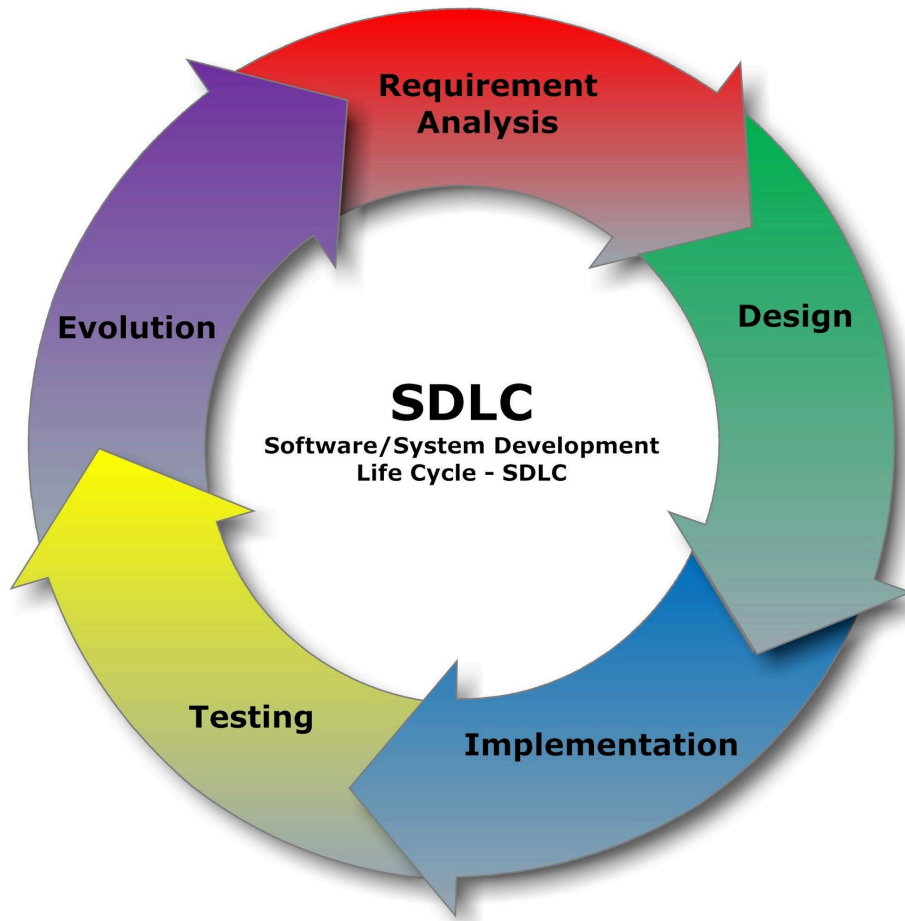 Requirement
Analysis
Design
Implementation
Testing
Evolution
SDLC
Software/System Development
Life Cycle - SDLC